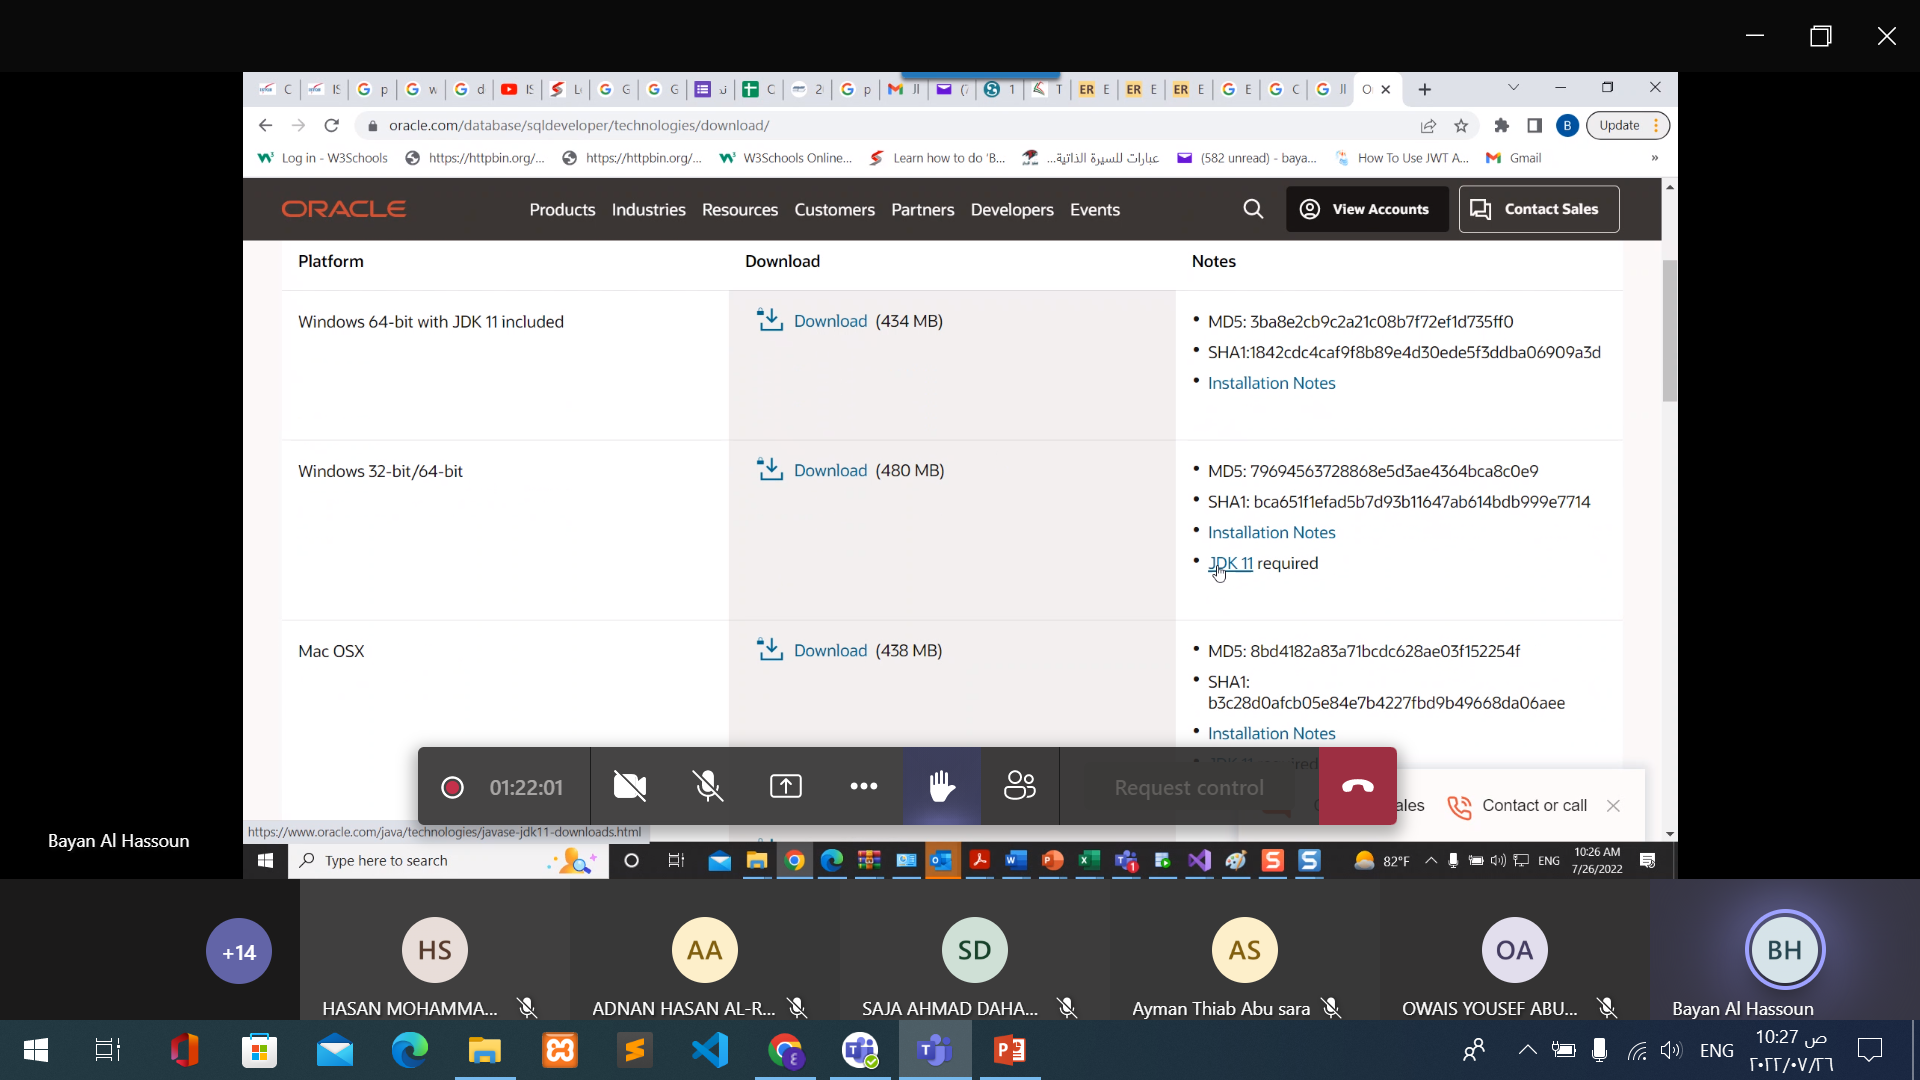 oracle.com/database/sqldeveloper/technologies/download/
Update
Log in - W3Schools
https://httpbin.org/...
https://httpbin.org/...
W3Schools Online...
Learn how to do 'B...
عبارات للسيرة الذاتية...
(582 unread) - baya...
How To Use JWT A...
Gmail
ORACLE
Products Industries Resources Customers Partners Developers Events
View Accounts
Contact Sales
Platform Download Notes
Windows 64-bit with JDK 11 included
Download (434 MB)
MD5: 3ba8e2cb9c2a21c08b7f72ef1d735ff0
SHA1:1842cdc4caf9f8b89e4d30ede5f3ddba06909a3d
Installation Notes
Windows 32-bit/64-bit
Download (480 MB)
MD5: 79694563728868e5d3ae4364bca8c0e9
SHA1: bca651f1efad5b7d93b11647ab614bdb999e7714
Installation Notes
JDK 11 required
Mac OSX
Download (438 MB)
MD5: 8bd4182a83a71bcdc628ae03f152254f
SHA1:
b3c28d0afcb05e84e7b4227fbd9b49668da06aee
Installation Notes
01:22:01
Request control
Contact or call
https://www.oracle.com/java/technologies/javase-jdk11-downloads.html
Bayan Al Hassoun
Type here to search
82°F
ENG
10:26 AM
7/26/2022
+14
HS
AA
SD
AS
OA
BH
HASAN MOHAMMA...
ADNAN HASAN AL-R...
SAJA AHMAD DAHA...
Ayman Thiab Abu sara
OWAIS YOUSEF ABU...
Bayan Al Hassoun
ENG
10:27 ص
٢٠٢٢/٠٧/٢٦